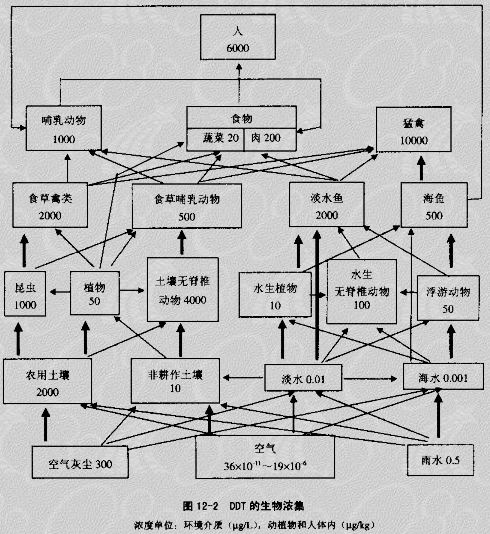 人
6000
哺乳动物
1000
食物
蔬菜 20 肉 200
猛禽
10000
食草禽类
2000
食草哺乳动物
500
淡水鱼
2000
海鱼
500
昆虫
1000
植物
50
土壤无脊椎
动物 4000
水生植物
10
水生
无脊椎动物
100
浮游动物
50
农用土壤
2000
非耕作土壤
10
淡水 0.01
海水 0.001
空气灰尘 300
空气
36×10⁻¹¹～19×10⁻⁶
雨水 0.5
图 12-2 DDT 的生物浓集
浓度单位：环境介质（μg/L），动植物和人体内（μg/kg）